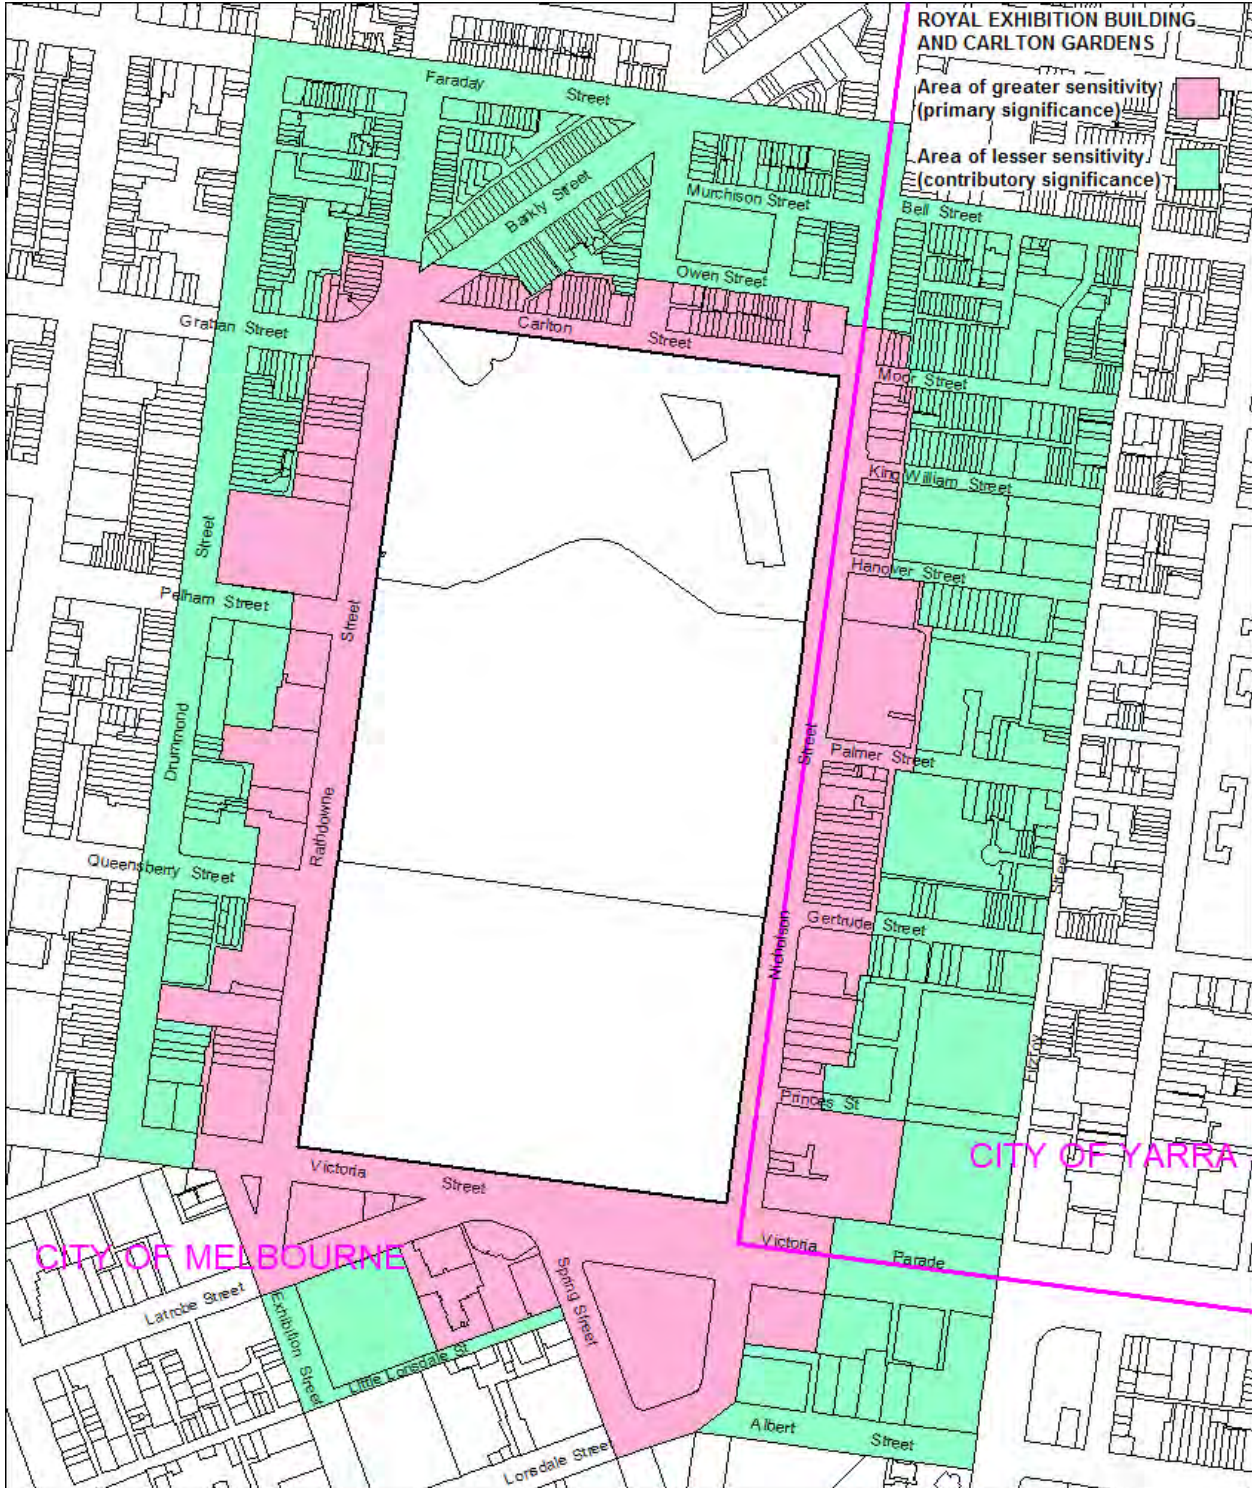 ROYAL EXHIBITION BUILDING
AND CARLTON GARDENS
Area of greater sensitivity
(primary significance)
Area of lesser sensitivity
(contributory significance)
Faraday Street
Barkly Street
Murchison Street
Bell Street
Owen Street
Grattan Street
Carlton Street
Moor Street
King William Street
Street
Hanover Street
Pelham Street
Street
Drummond
Street
Palmer Street
Rathdowne
Queensberry Street
Street
Gertrude Street
Nicholson
Fitzroy
Princes St
CITY OF YARRA
Victoria Street
CITY OF MELBOURNE
Victoria Parade
Latrobe Street
Spring Street
Exhibition Street
Little Lonsdale St
Albert Street
Lonsdale Street